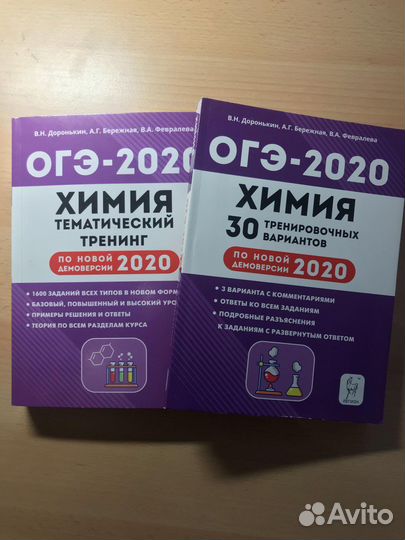 В.Н. Доронькин, А.Г. Бережная, В.А. Февралева
ОГЭ-2020
ХИМИЯ
ТЕМАТИЧЕСКИЙ
ТРЕНИНГ
ПО НОВОЙ
ДЕМОВЕРСИИ 2020
• 1600 ЗАДАНИЙ ВСЕХ ТИПОВ В НОВОМ ФОРМ
• БАЗОВЫЙ, ПОВЫШЕННЫЙ И ВЫСОКИЙ УРО
• ПРИМЕРЫ РЕШЕНИЯ И ОТВЕТЫ
• ТЕОРИЯ ПО ВСЕМ РАЗДЕЛАМ КУРСА
В.Н. Доронькин, А.Г. Бережная, В.А. Февралева
ОГЭ-2020
ХИМИЯ
30 ТРЕНИРОВОЧНЫХ
ВАРИАНТОВ
ПО НОВОЙ
ДЕМОВЕРСИИ 2020
• 3 ВАРИАНТА С КОММЕНТАРИЯМИ
• ОТВЕТЫ КО ВСЕМ ЗАДАНИЯМ
• ПОДРОБНЫЕ РАЗЪЯСНЕНИЯ
К ЗАДАНИЯМ С РАЗВЕРНУТЫМ ОТВЕТОМ
ЛЕГИОН
Avito